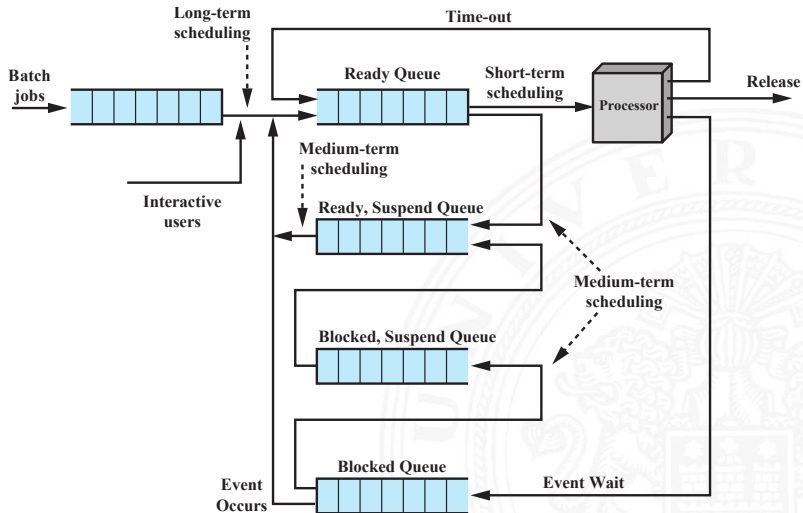 Long-term
scheduling
Time-out
Batch
jobs
Ready Queue
Short-term
scheduling
Processor
Release
Medium-term
scheduling
Interactive
users
Ready, Suspend Queue
Medium-term
scheduling
Blocked, Suspend Queue
Blocked Queue
Event
Occurs
Event Wait
UNIVER